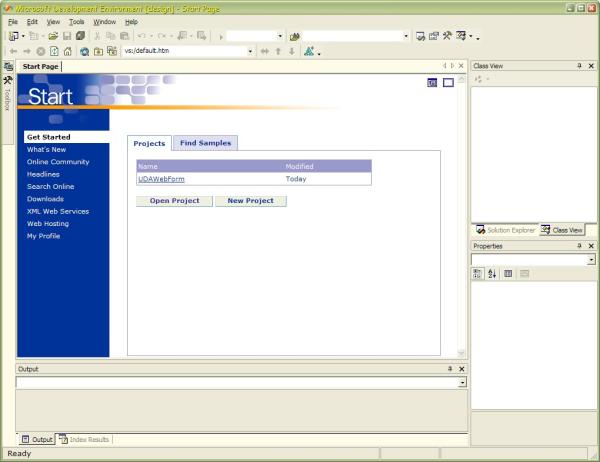 Microsoft Development Environment [design] - Start Page
File Edit View Tools Window Help
vs:/default.htm
Toolbox
Start Page
Start
Get Started
What's New
Online Community
Headlines
Search Online
Downloads
XML Web Services
Web Hosting
My Profile
Projects Find Samples
Name Modified
UDAWebForm Today
Open Project New Project
Class View
Solution Explorer Class View
Properties
Output
Output Index Results
Ready